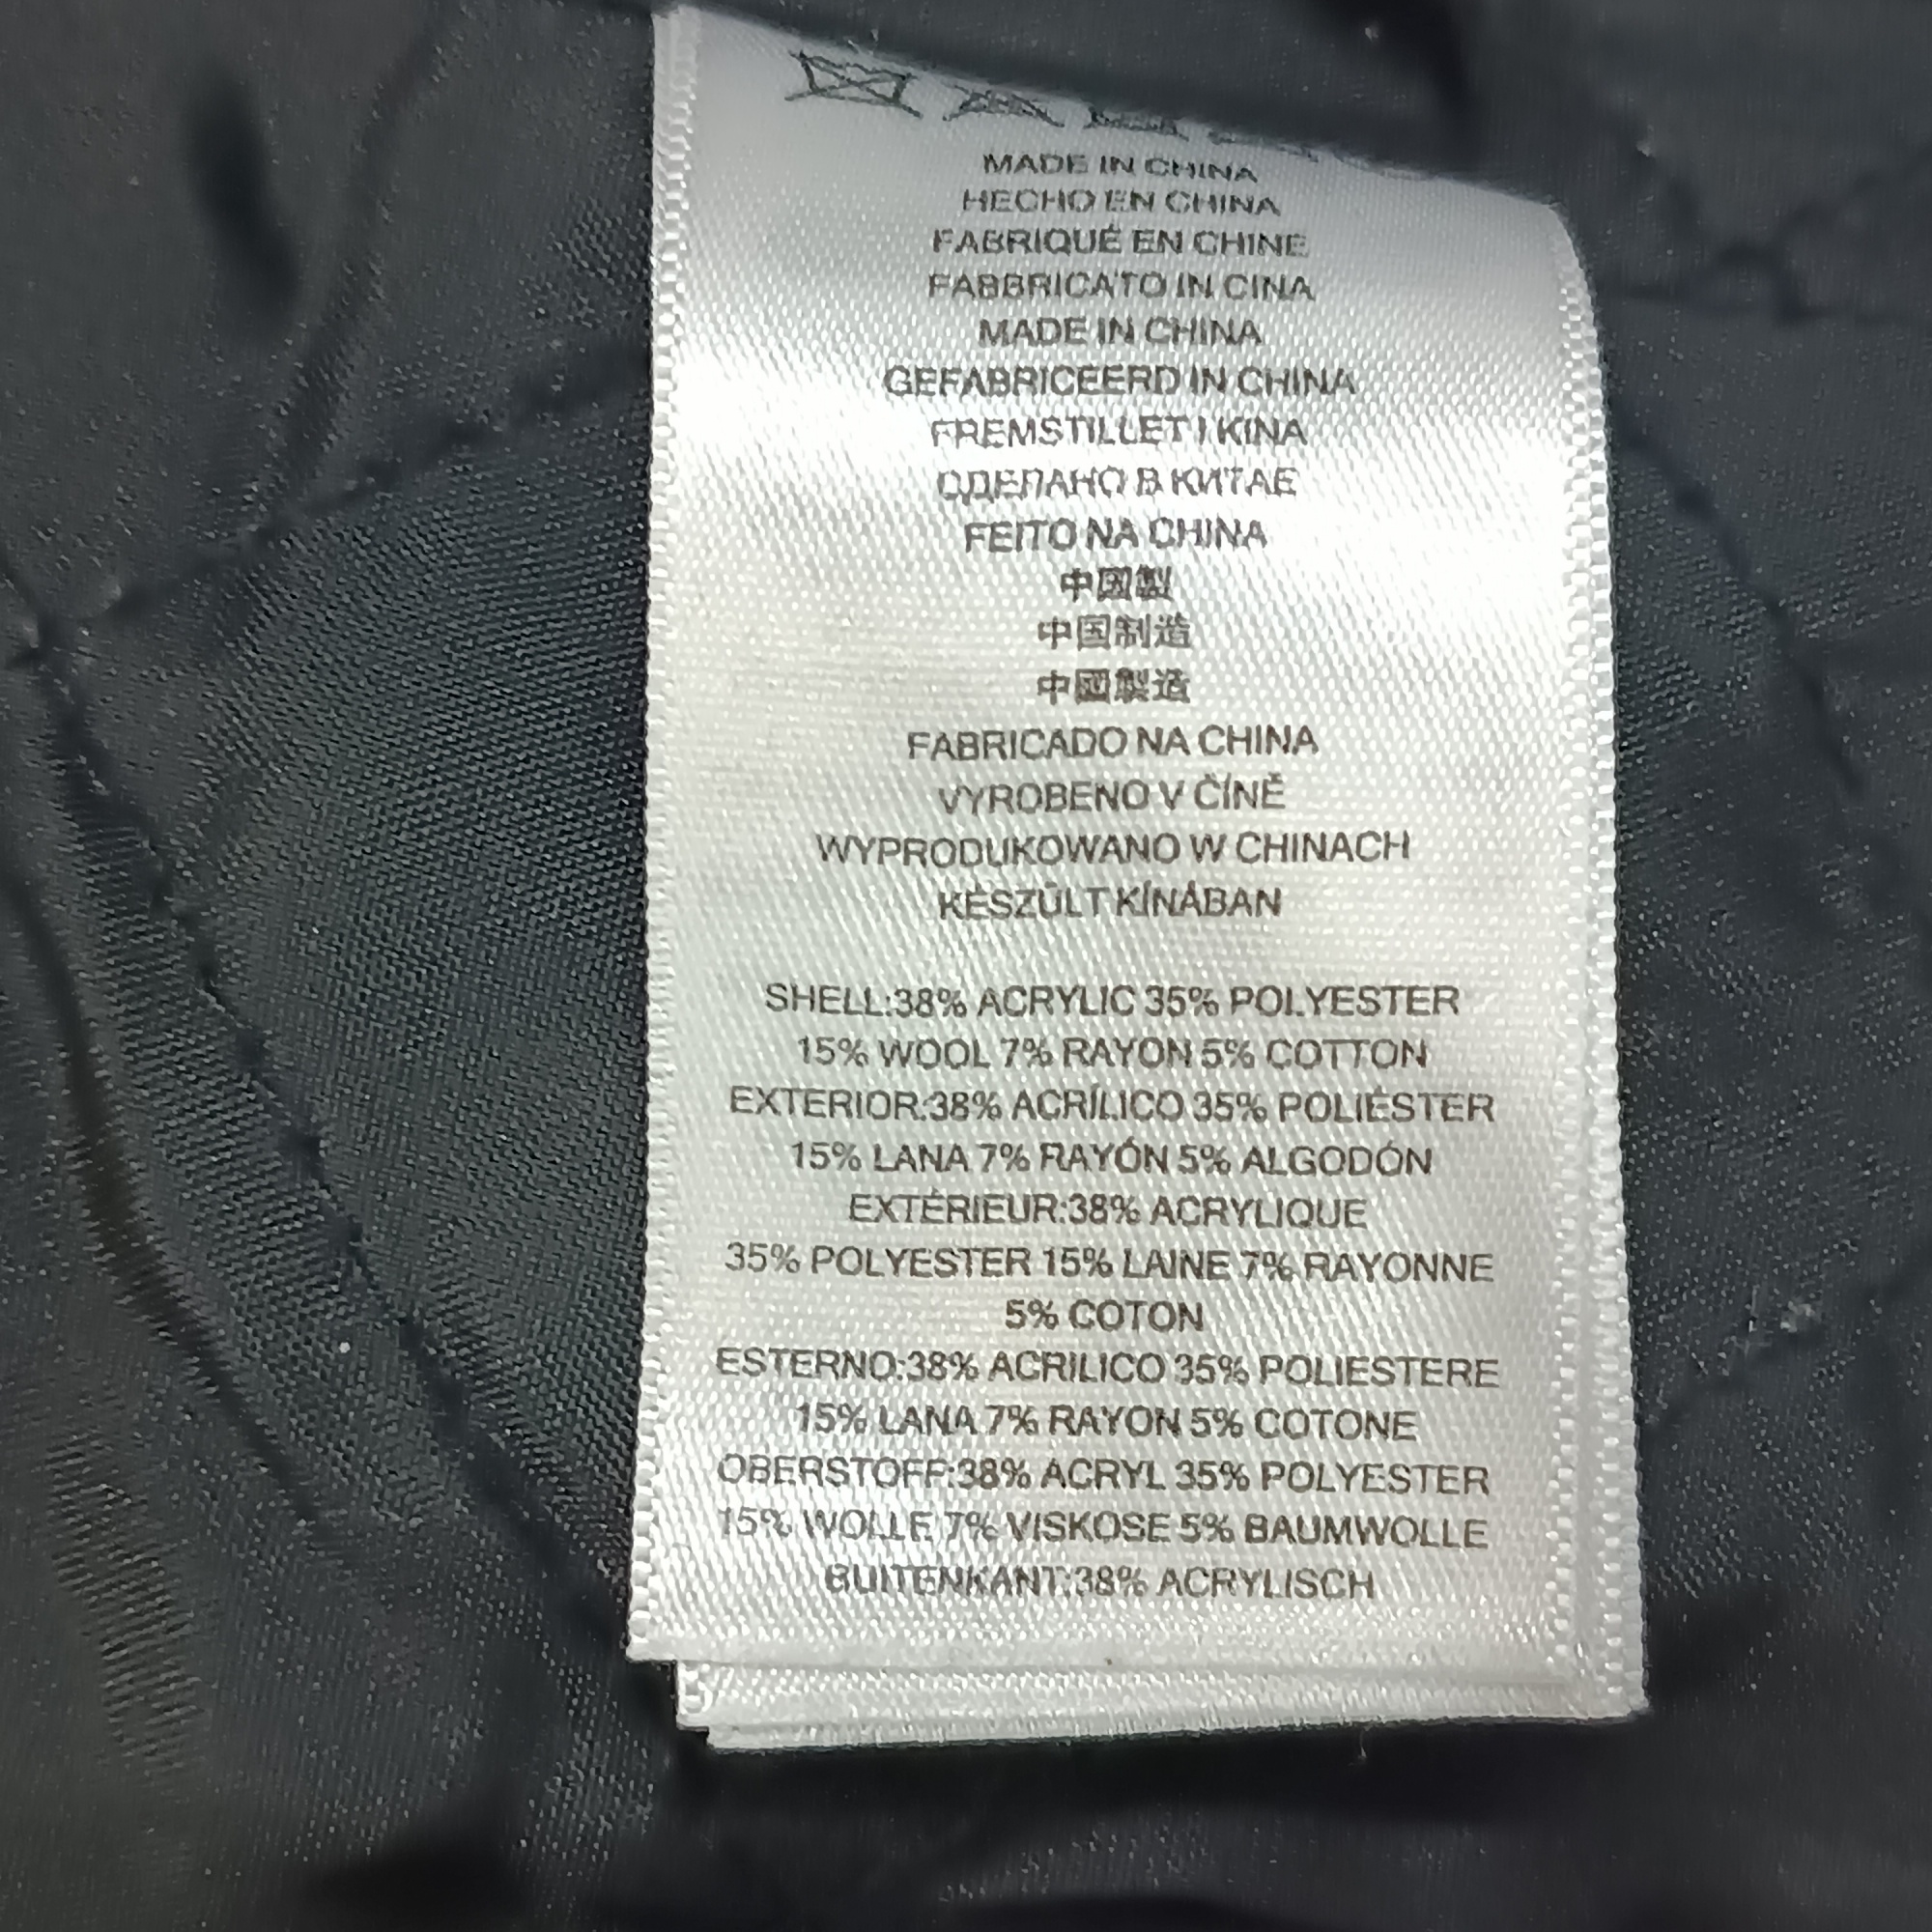 MADE IN CHINA
HECHO EN CHINA
FABRIQUÉ EN CHINE
FABBRICATO IN CINA
MADE IN CHINA
GEFABRICEERD IN CHINA
FREMSTILLET I KINA
СДЕЛАНО В КИТАЕ
FEITO NA CHINA
中国製
中国制造
中國製造
FABRICADO NA CHINA
VYROBENO V ČÍNĚ
WYPRODUKOWANO W CHINACH
KÉSZÜLT KÍNÁBAN
SHELL:38% ACRYLIC 35% POLYESTER
15% WOOL 7% RAYON 5% COTTON
EXTERIOR:38% ACRÍLICO 35% POLIÉSTER
15% LANA 7% RAYÓN 5% ALGODÓN
EXTÉRIEUR:38% ACRYLIQUE
35% POLYESTER 15% LAINE 7% RAYONNE
5% COTON
ESTERNO:38% ACRILICO 35% POLIESTERE
15% LANA 7% RAYON 5% COTONE
OBERSTOFF:38% ACRYL 35% POLYESTER
15% WOLLE 7% VISKOSE 5% BAUMWOLLE
BUITENKANT:38% ACRYLISCH